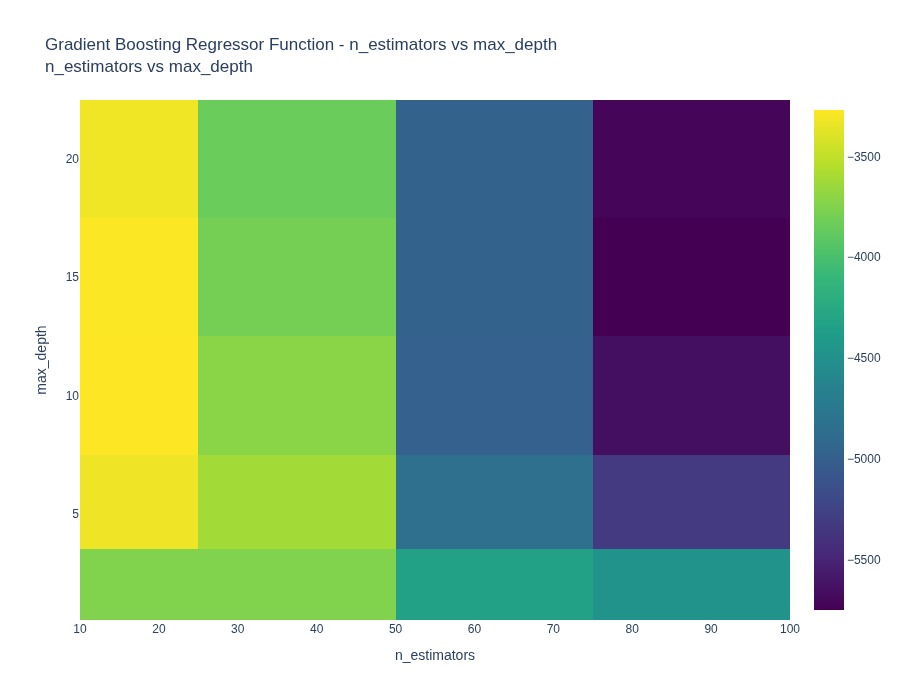 Gradient Boosting Regressor Function - n_estimators vs max_depth
n_estimators vs max_depth
20
15
10
5
max_depth
10 20 30 40 50 60 70 80 90 100
n_estimators
−3500
−4000
−4500
−5000
−5500